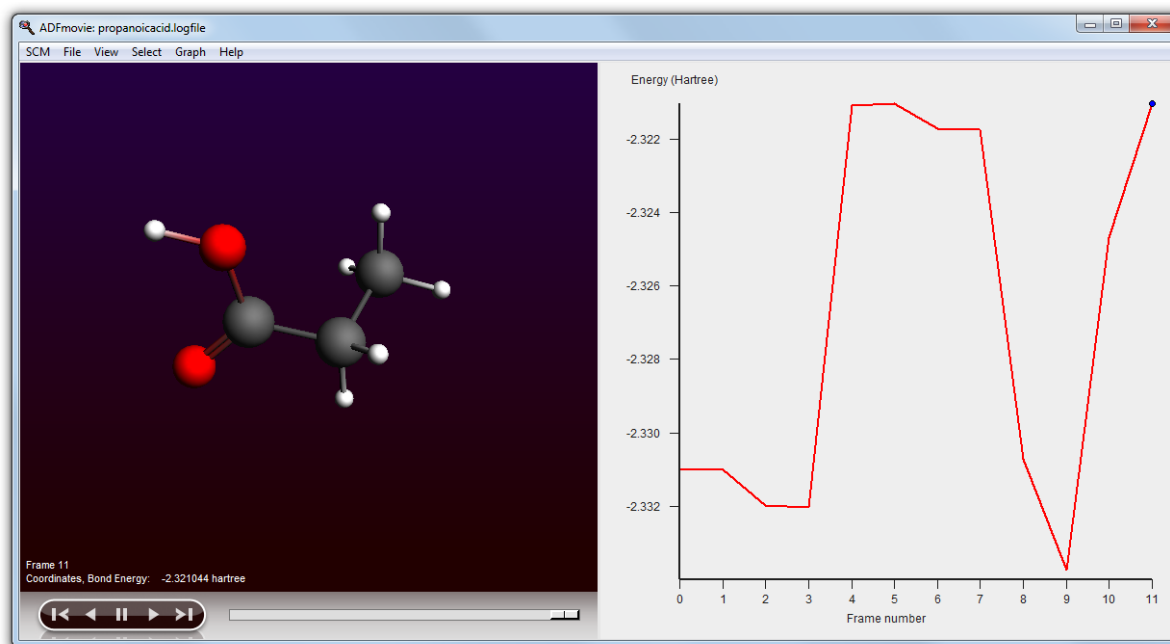 ADFmovie: propanoicacid.logfile
SCM File View Select Graph Help
Frame 11
Coordinates, Bond Energy: -2.321044 hartree
Energy (Hartree)
-2.322
-2.324
-2.326
-2.328
-2.330
-2.332
0 1 2 3 4 5 6 7 8 9 10 11
Frame number